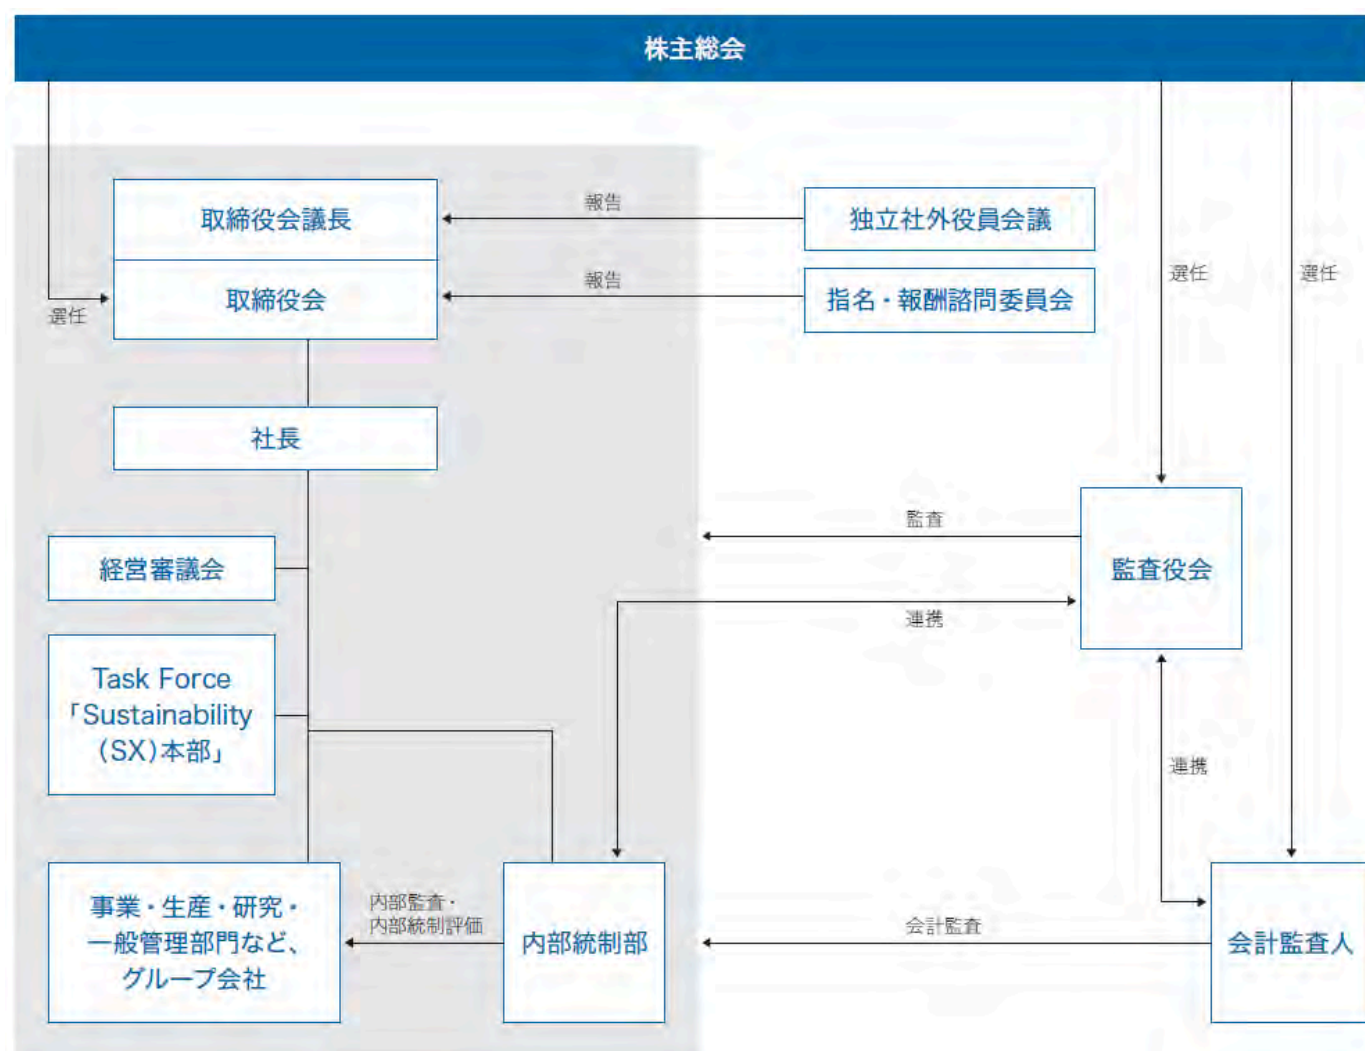 株主総会
取締役会議長
報告
独立社外役員会議
選任
選任
選任
取締役会
報告
指名・報酬諮問委員会
社長
経営審議会
監査
監査役会
連携
Task Force
「Sustainability
(SX)本部」
連携
事業・生産・研究・
一般管理部門など、
グループ会社
内部監査・
内部統制評価
内部統制部
会計監査
会計監査人